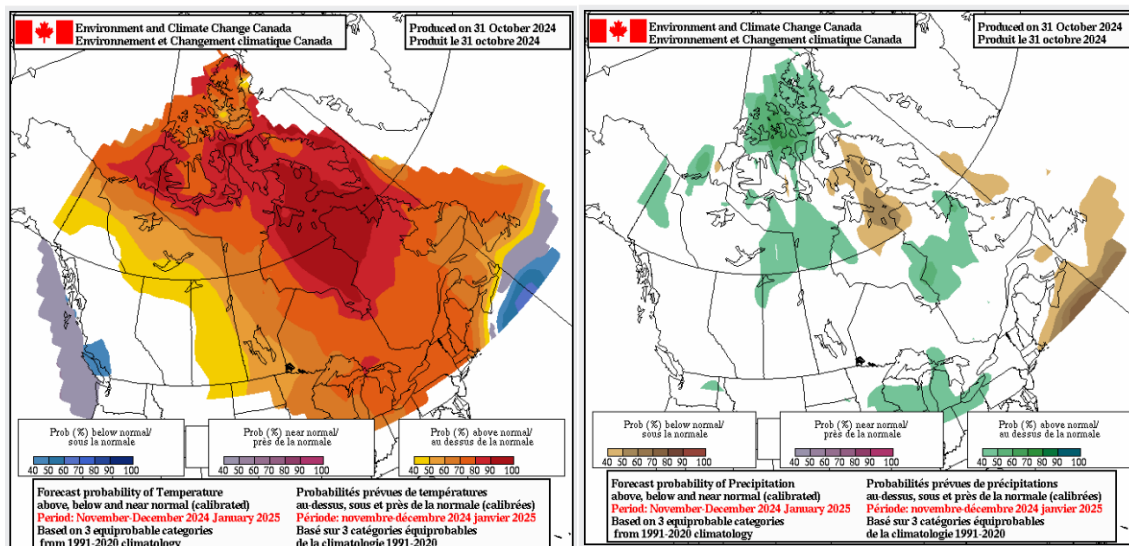 Environment and Climate Change Canada
Environnement et Changement climatique Canada
Produced on 31 October 2024
Produit le 31 octobre 2024
Prob (%) below normal/
sous la normale
40 50 60 70 80 90 100
Prob (%) near normal/
près de la normale
40 50 60 70 80 90 100
Prob (%) above normal/
au dessus de la normale
40 50 60 70 80 90 100
Forecast probability of Temperature
above, below and near normal (calibrated)
Period: November-December 2024 January 2025
Based on 3 equiprobable categories
from 1991-2020 climatology
Probabilités prévues de températures
au-dessus, sous et près de la normale (calibrées)
Période: novembre-décembre 2024 janvier 2025
Basé sur 3 catégories équiprobables
de la climatologie 1991-2020
Environment and Climate Change Canada
Environnement et Changement climatique Canada
Produced on 31 October 2024
Produit le 31 octobre 2024
Prob (%) below normal/
sous la normale
40 50 60 70 80 90 100
Prob (%) near normal/
près de la normale
40 50 60 70 80 90 100
Prob (%) above normal/
au dessus de la normale
40 50 60 70 80 90 100
Forecast probability of Precipitation
above, below and near normal (calibrated)
Period: November-December 2024 January 2025
Based on 3 equiprobable categories
from 1991-2020 climatology
Probabilités prévues de précipitations
au-dessus, sous et près de la normale (calibrées)
Période: novembre-décembre 2024 janvier 2025
Basé sur 3 catégories équiprobables
de la climatologie 1991-2020